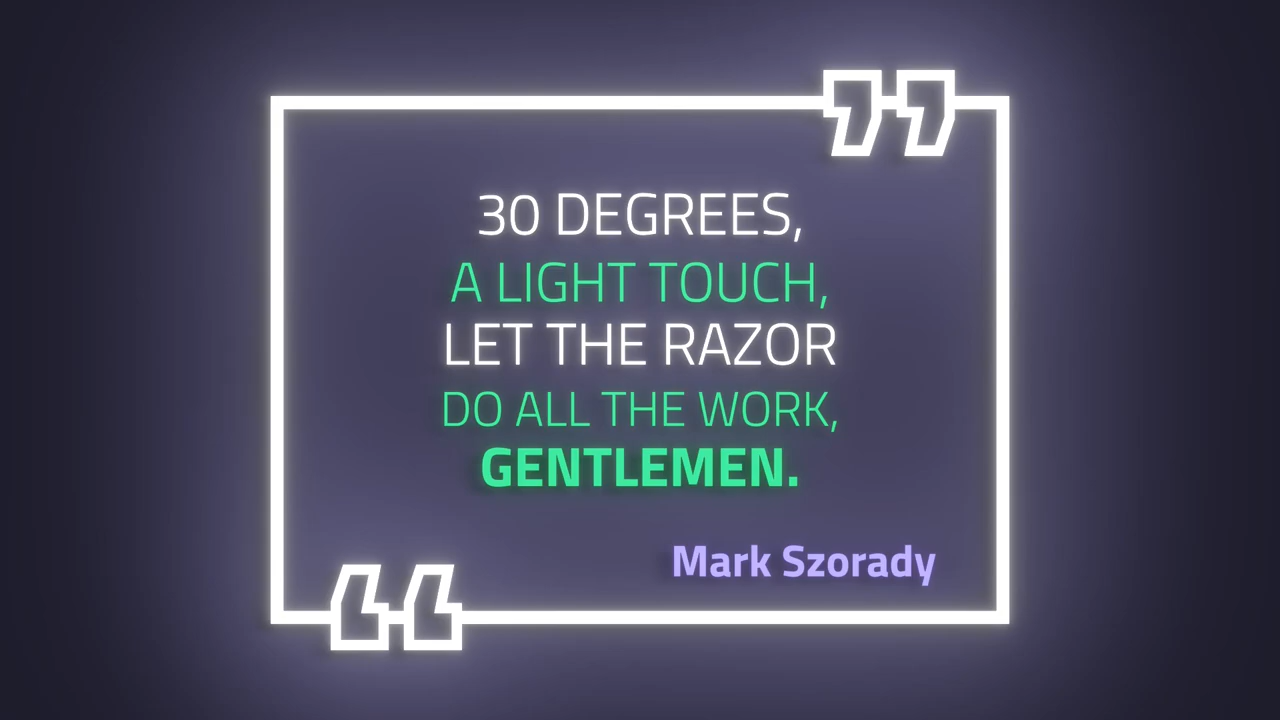 30 DEGREES,
A LIGHT TOUCH,
LET THE RAZOR
DO ALL THE WORK,
GENTLEMEN.
Mark Szorady